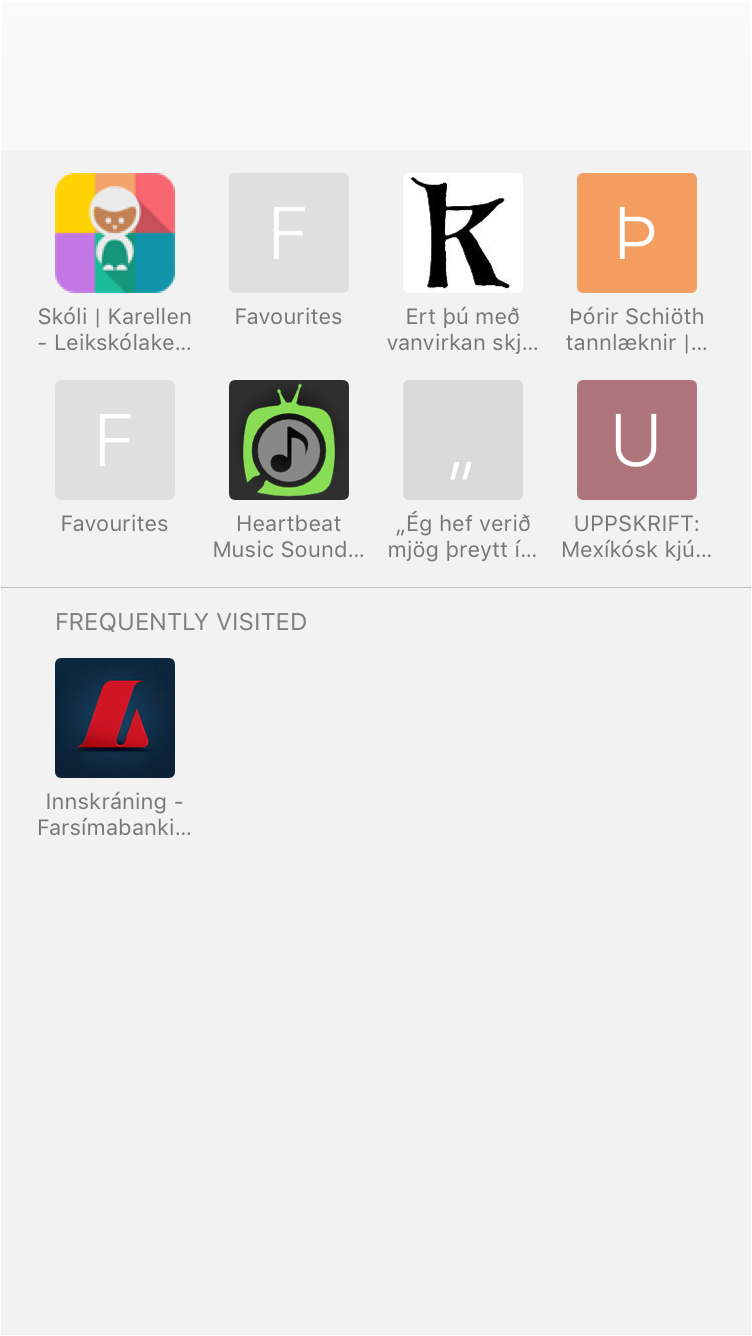 F
k
Þ
Skóli | Karellen
- Leikskólake...
Favourites
Ert þú með
vanvirkan skj...
Þórir Schiöth
tannlæknir |...
F
„
U
Favourites
Heartbeat
Music Sound...
„Ég hef verið
mjög þreytt í...
UPPSKRIFT:
Mexíkósk kjú...
FREQUENTLY VISITED
Innskráning -
Farsímabanki...